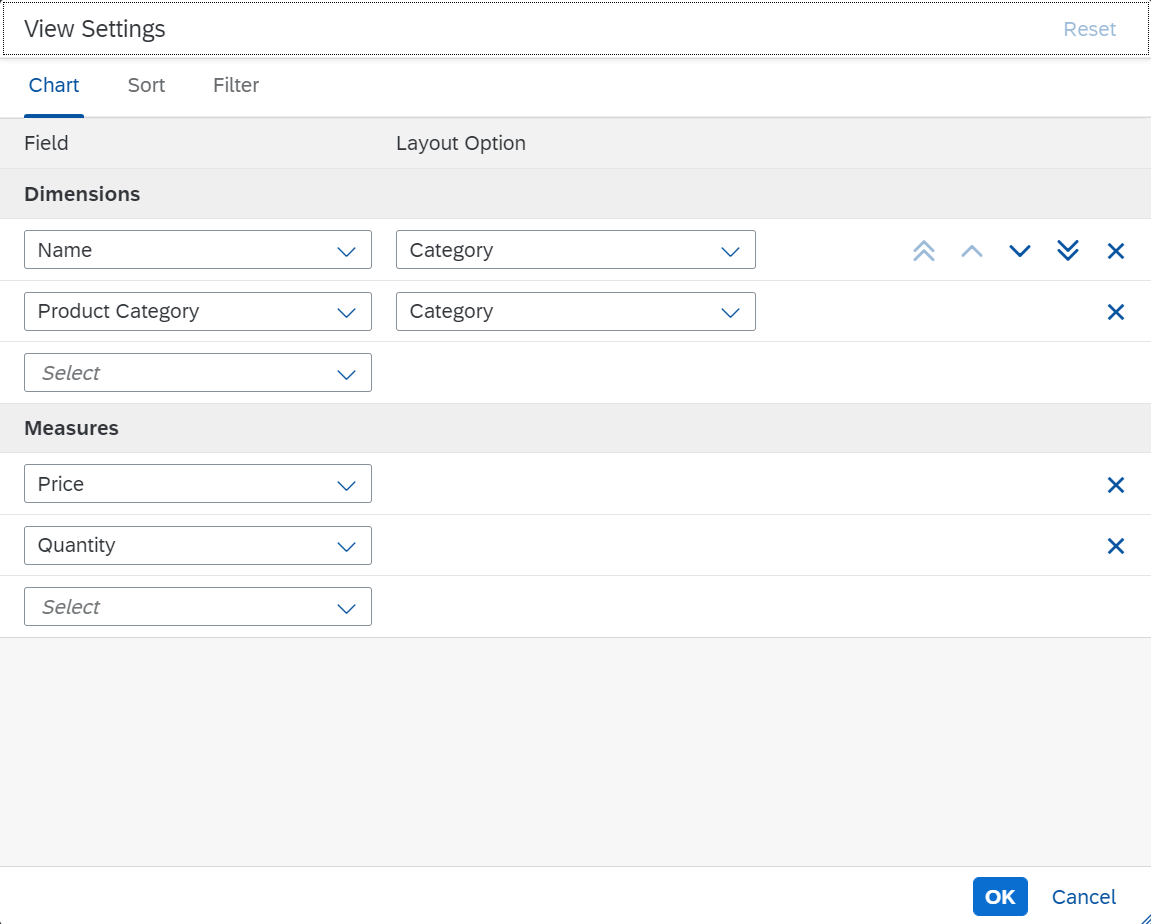 View Settings Reset
Chart Sort Filter
Field Layout Option
Dimensions
Name Category
Product Category Category
Select
Measures
Price
Quantity
Select
OK Cancel